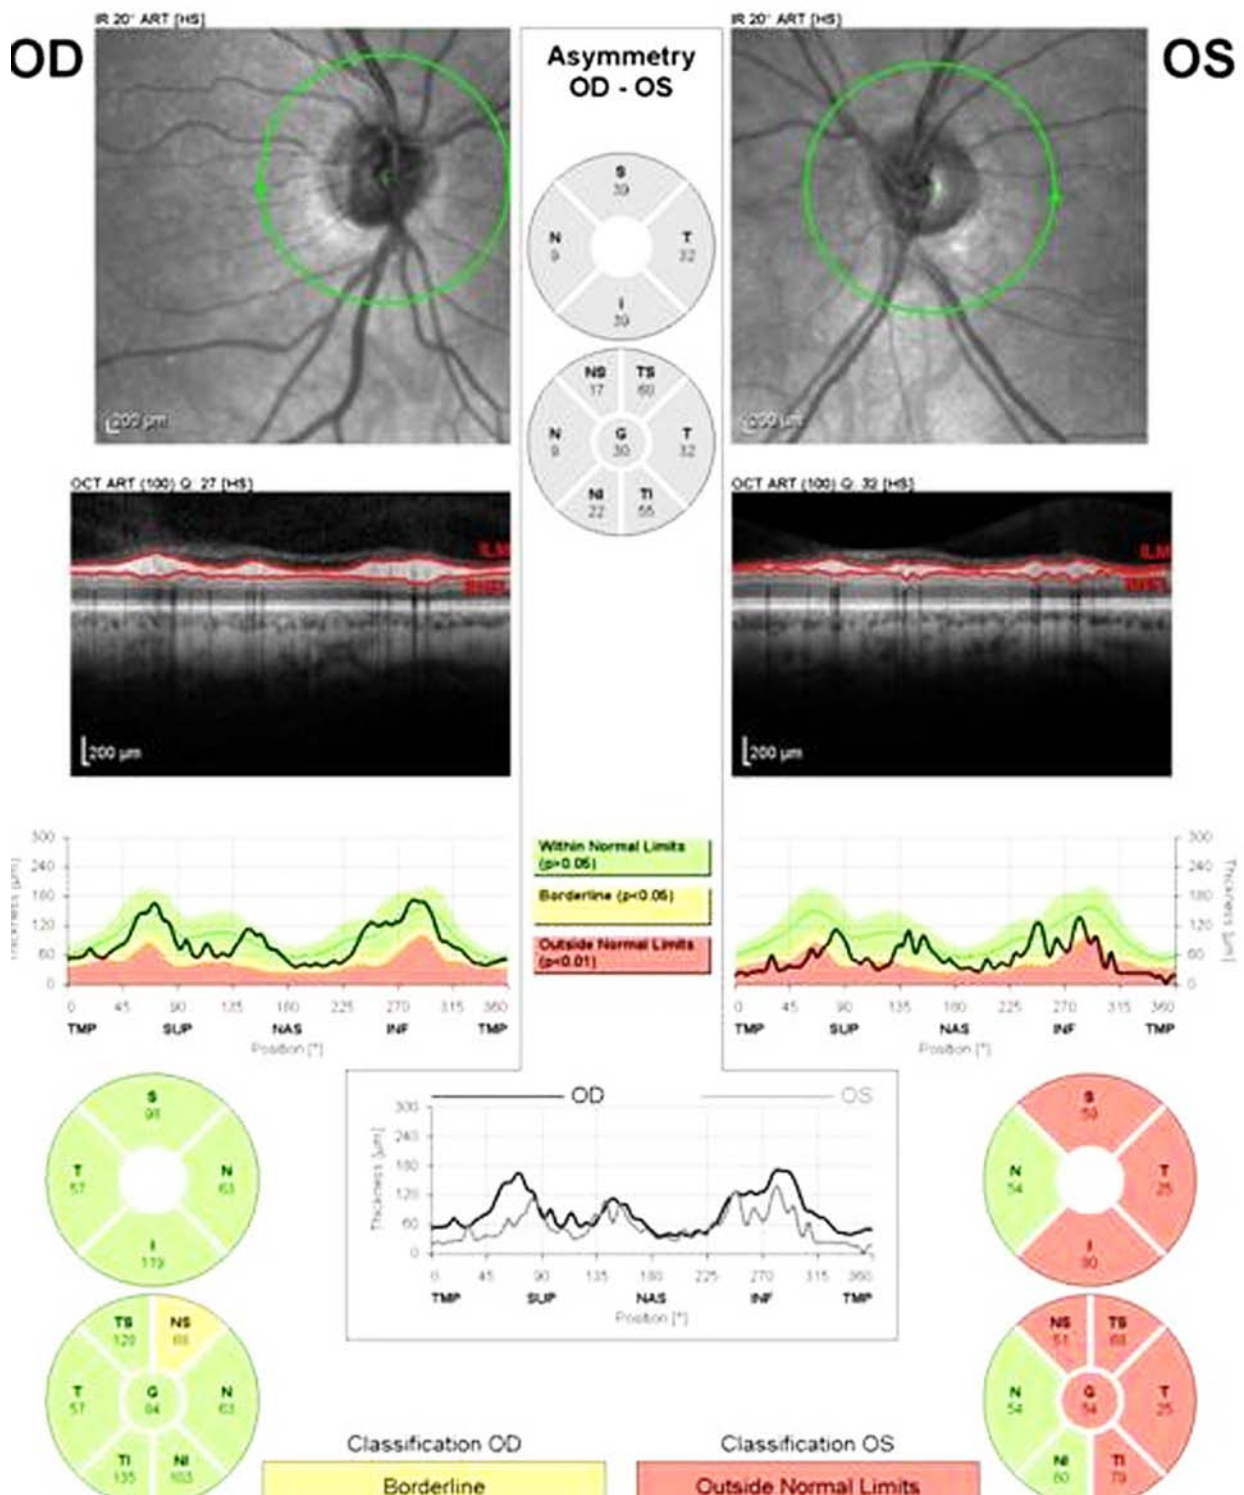 IR 20° ART [HS]
IR 20° ART [HS]
OD
OS
Asymmetry
OD - OS
S
39
N
9
T
32
I
39
NS
17
TS
60
N
9
G
30
T
32
NI
22
TI
55
200 µm
200 µm
OCT ART (100) Q: 27 [HS]
OCT ART (100) Q: 32 [HS]
ILM
ILM
200 µm
200 µm
300
240
180
120
60
0
Thickness [µm]
0 45 90 135 180 225 270 315 360
TMP SUP NAS INF TMP
Position [°]
Within Normal Limits
(p>0.05)
Borderline (p<0.05)
Outside Normal Limits
(p<0.01)
300
240
180
120
60
0
Thickness [µm]
0 45 90 135 180 225 270 315 360
TMP SUP NAS INF TMP
Position [°]
S
98
T
57
N
63
I
119
OD
OS
300
240
180
120
60
0
Thickness [µm]
0 45 90 135 180 225 270 315 360
TMP SUP NAS INF TMP
Position [°]
S
59
N
54
T
25
I
80
TS
128
NS
68
T
57
G
84
N
63
TI
135
NI
103
NS
51
TS
68
N
54
G
54
T
25
NI
80
TI
79
Classification OD
Borderline
Classification OS
Outside Normal Limits